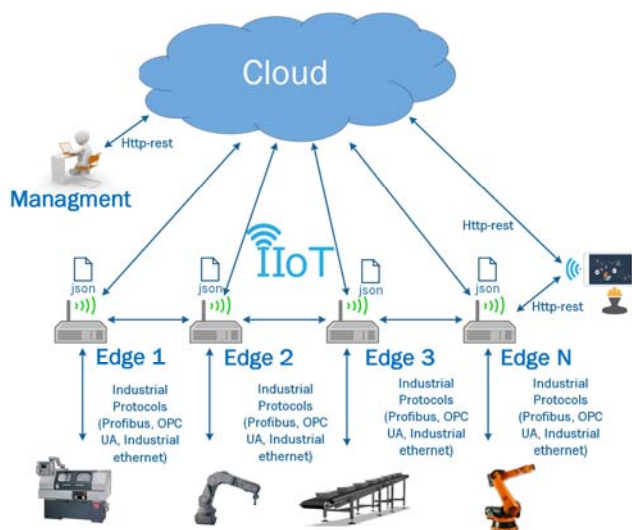 Cloud
Http-rest
Managment
Http-rest
IIoT
json
json
json
json
Http-rest
Edge 1
Edge 2
Edge 3
Edge N
Industrial
Protocols
(Profibus, OPC
UA, Industrial
ethernet)
Industrial
Protocols
(Profibus, OPC
UA, Industrial
ethernet)
Industrial
Protocols
(Profibus, OPC
UA, Industrial
ethernet)
Industrial
Protocols
(Profibus, OPC
UA, Industrial
ethernet)